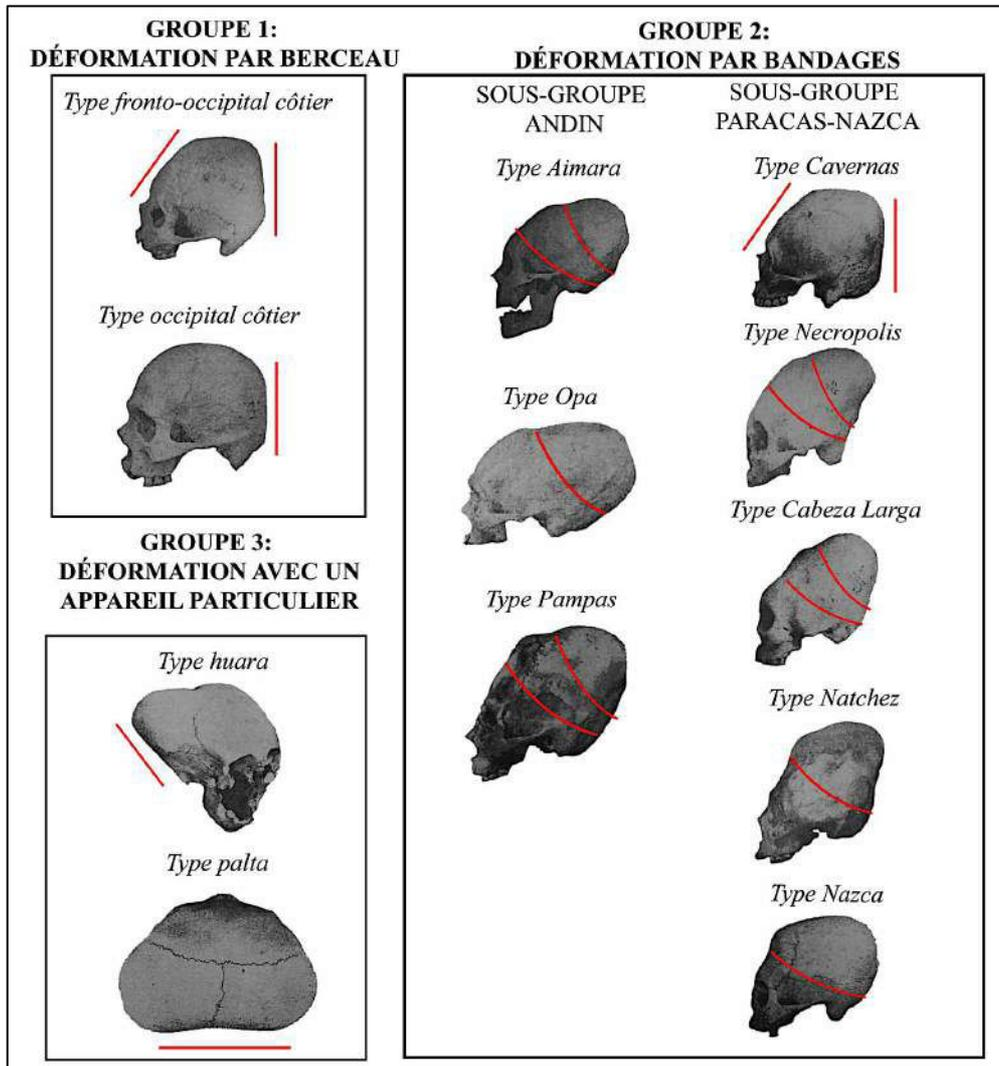 GROUPE 1:
DÉFORMATION PAR BERCEAU
Type fronto-occipital côtier
Type occipital côtier
GROUPE 2:
DÉFORMATION PAR BANDAGES
SOUS-GROUPE
ANDIN
Type Aimara
Type Opa
Type Pampas
SOUS-GROUPE
PARACAS-NAZCA
Type Cavernas
Type Necropolis
Type Cabeza Larga
Type Natchez
Type Nazca
GROUPE 3:
DÉFORMATION AVEC UN
APPAREIL PARTICULIER
Type huara
Type palta